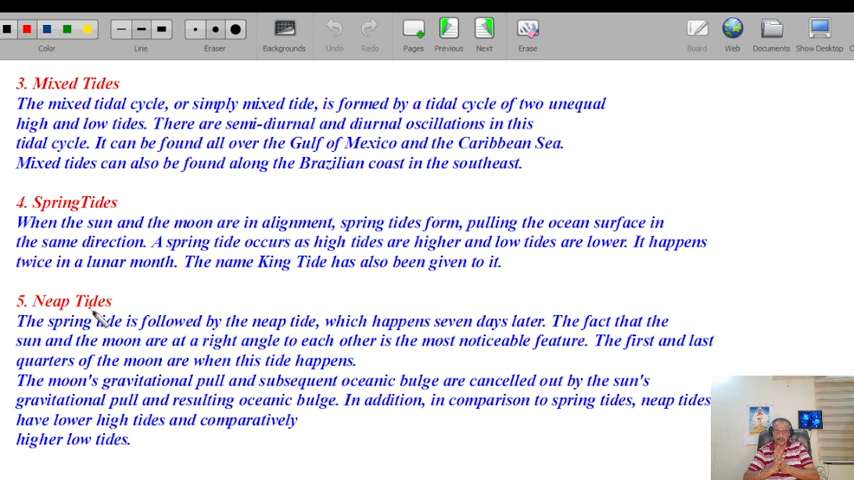 Color
Line
Eraser
Backgrounds
Undo
Redo
Pages
Previous
Next
Erase
Board
Web
Documents
Show Desktop
3. Mixed Tides
The mixed tidal cycle, or simply mixed tide, is formed by a tidal cycle of two unequal
high and low tides. There are semi-diurnal and diurnal oscillations in this
tidal cycle. It can be found all over the Gulf of Mexico and the Caribbean Sea.
Mixed tides can also be found along the Brazilian coast in the southeast.
4. SpringTides
When the sun and the moon are in alignment, spring tides form, pulling the ocean surface in
the same direction. A spring tide occurs as high tides are higher and low tides are lower. It happens
twice in a lunar month. The name King Tide has also been given to it.
5. Neap Tides
The spring tide is followed by the neap tide, which happens seven days later. The fact that the
sun and the moon are at a right angle to each other is the most noticeable feature. The first and last
quarters of the moon are when this tide happens.
The moon's gravitational pull and subsequent oceanic bulge are cancelled out by the sun's
gravitational pull and resulting oceanic bulge. In addition, in comparison to spring tides, neap tides
have lower high tides and comparatively
higher low tides.